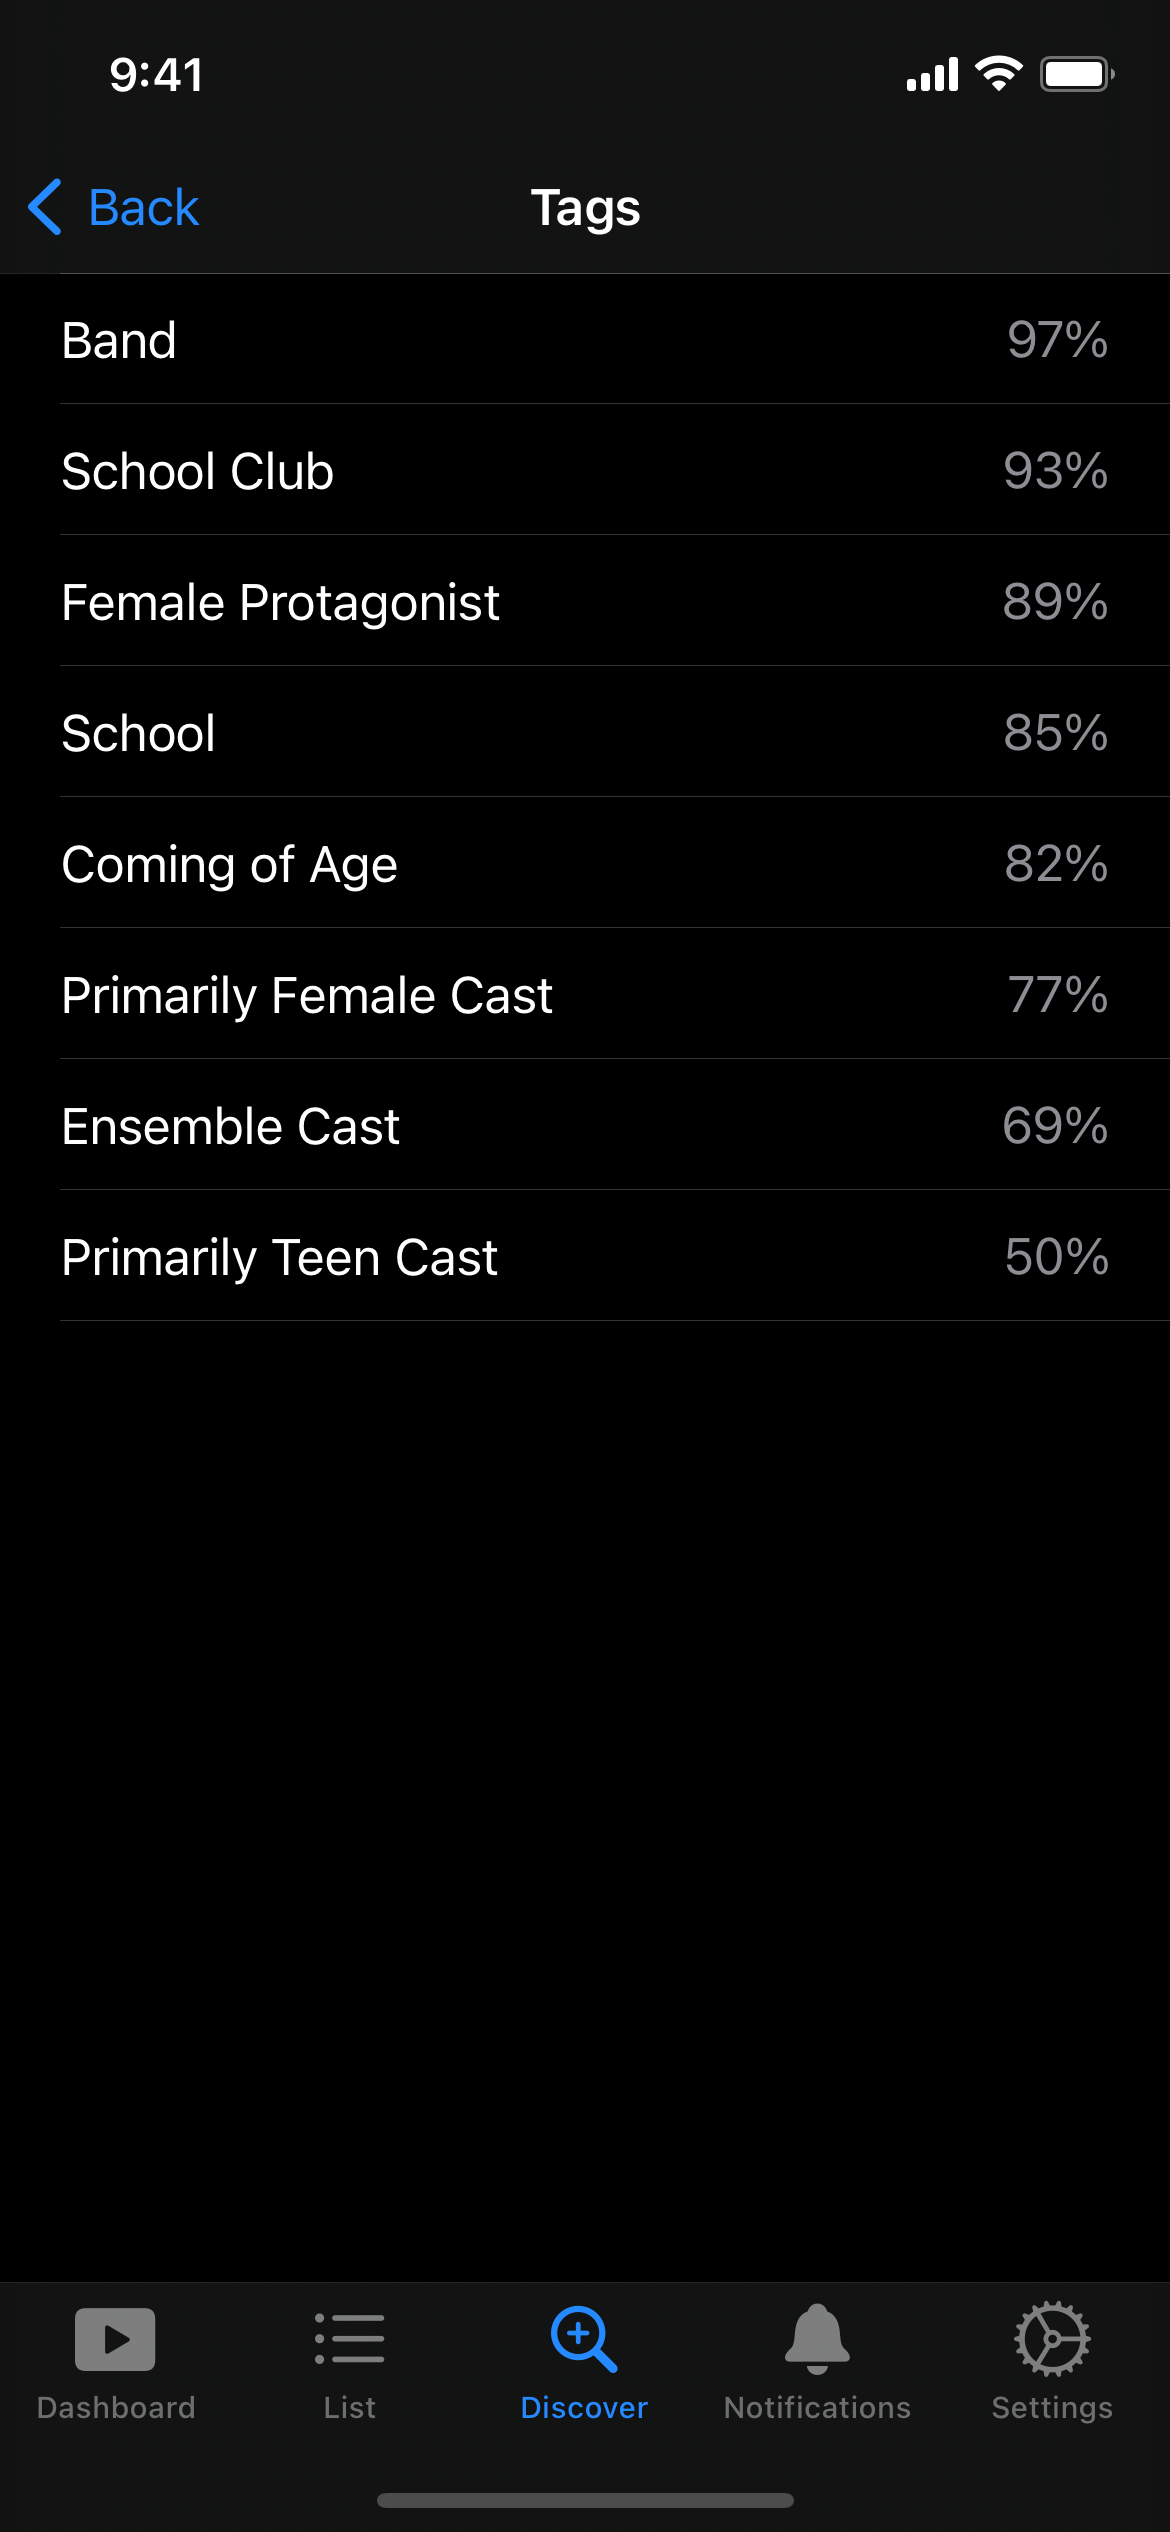 9:41
Back
Tags
Band 97%
School Club 93%
Female Protagonist 89%
School 85%
Coming of Age 82%
Primarily Female Cast 77%
Ensemble Cast 69%
Primarily Teen Cast 50%
Dashboard
List
Discover
Notifications
Settings